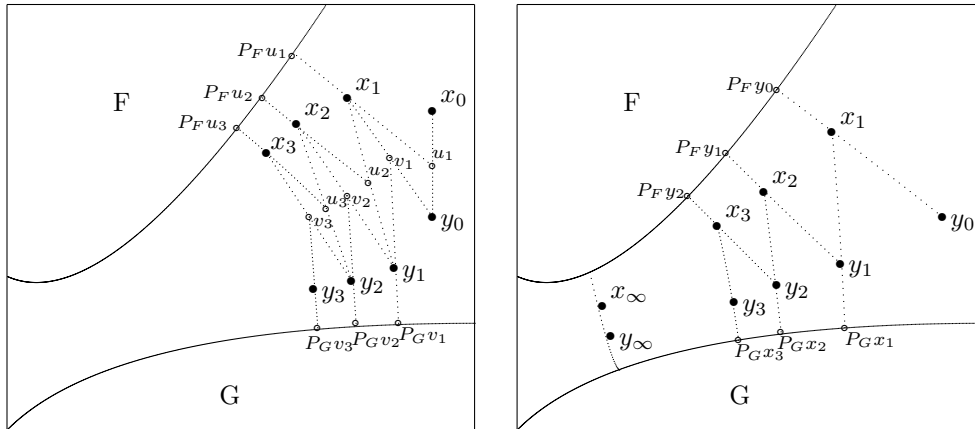 P_F u_1
F
P_F u_2
x_1
x_0
x_2
P_F u_3
x_3
v_1
u_1
u_2
u_3
v_2
v_3
y_0
y_1
y_2
y_3
P_G v_3
P_G v_2
P_G v_1
G
P_F y_0
F
x_1
P_F y_1
x_2
P_F y_2
x_3
y_0
y_1
y_2
x_∞
y_3
y_∞
P_G x_3
P_G x_2
P_G x_1
G